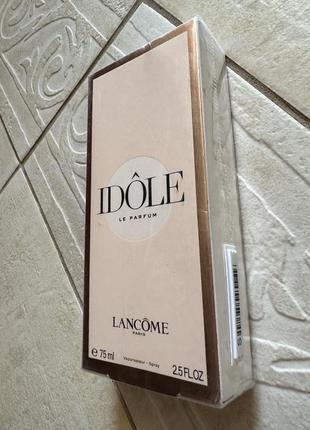 IDÔLE
LE PARFUM
LANCÔME
PARIS
e 75 ml Vaporisateur - Spray 2.5 FL.OZ